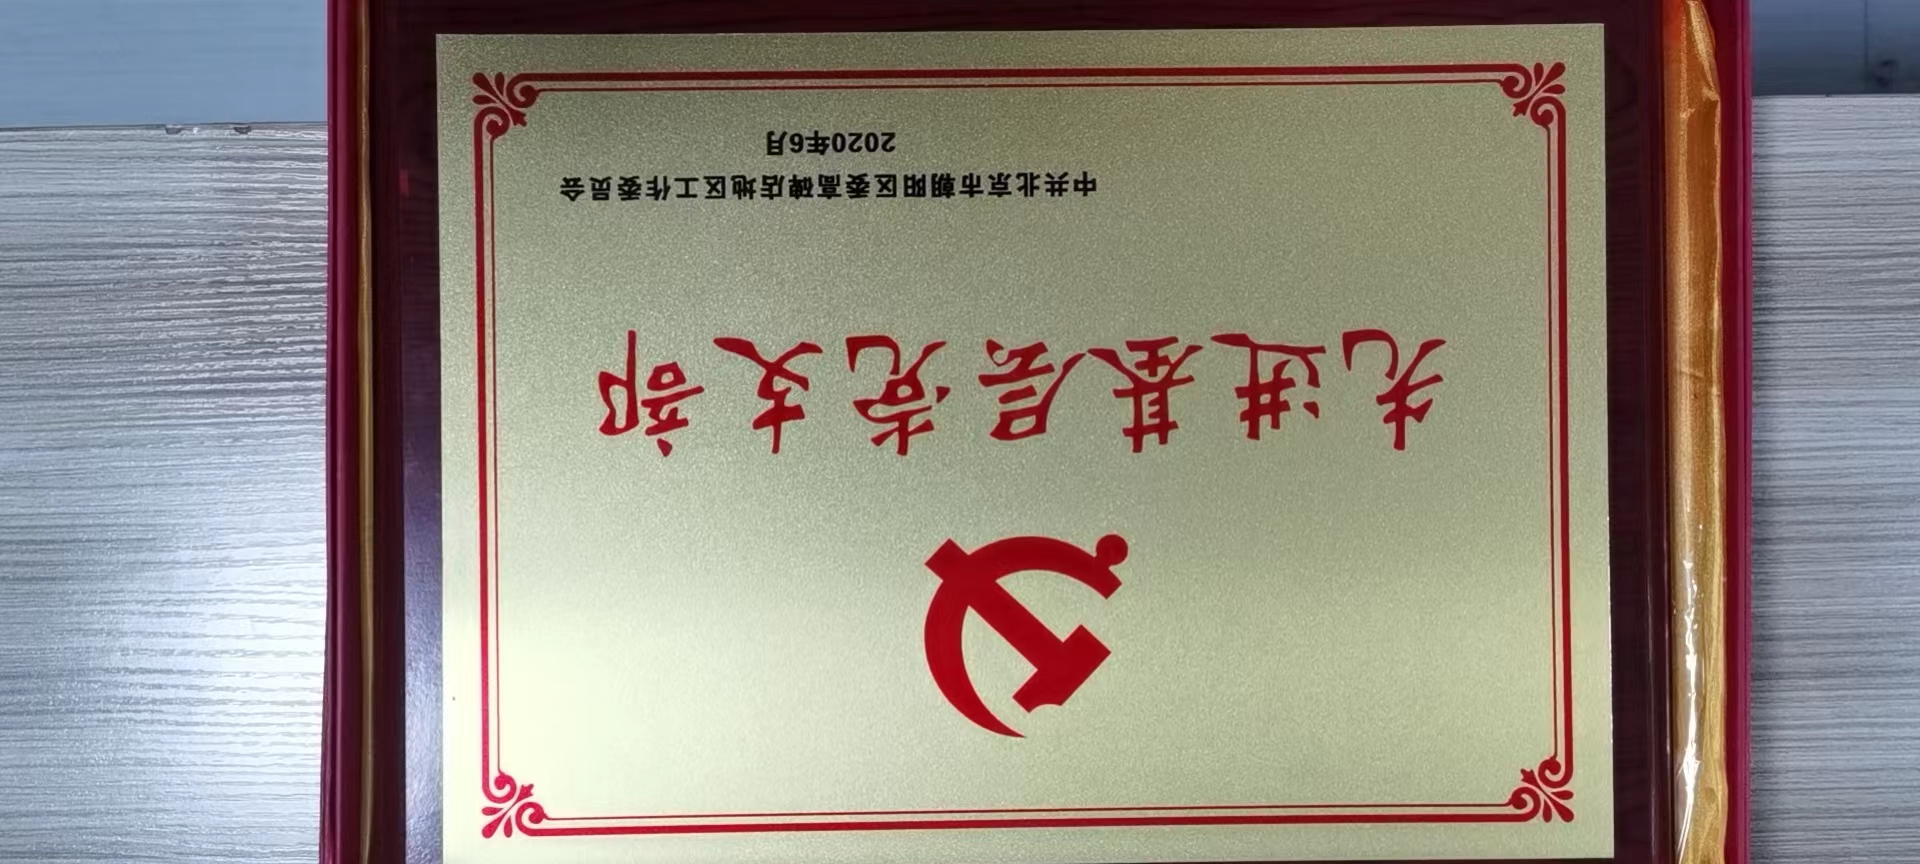 先进基层党支部
中共北京市朝阳区委高碑店地区工作委员会
2020年6月